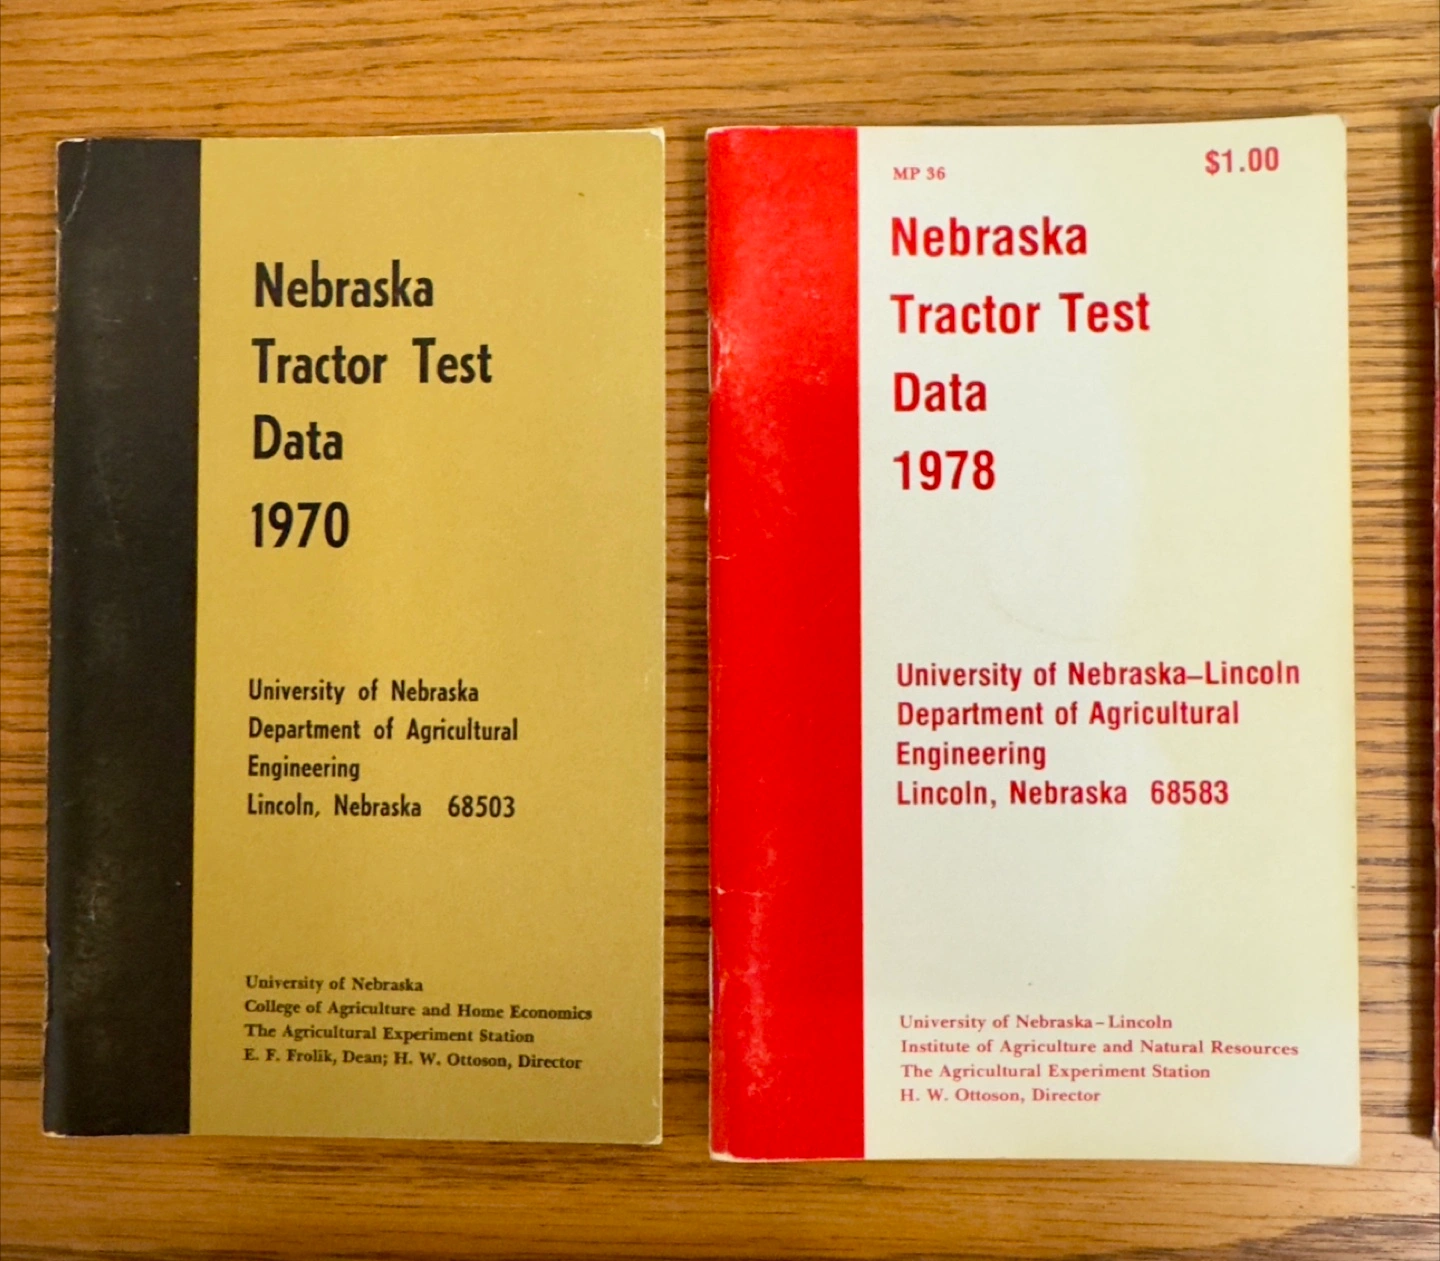 Nebraska
Tractor Test
Data
1970
University of Nebraska
Department of Agricultural
Engineering
Lincoln, Nebraska 68503
University of Nebraska
College of Agriculture and Home Economics
The Agricultural Experiment Station
E. F. Frolik, Dean; H. W. Ottoson, Director
MP 36
$1.00
Nebraska
Tractor Test
Data
1978
University of Nebraska–Lincoln
Department of Agricultural
Engineering
Lincoln, Nebraska 68583
University of Nebraska–Lincoln
Institute of Agriculture and Natural Resources
The Agricultural Experiment Station
H. W. Ottoson, Director